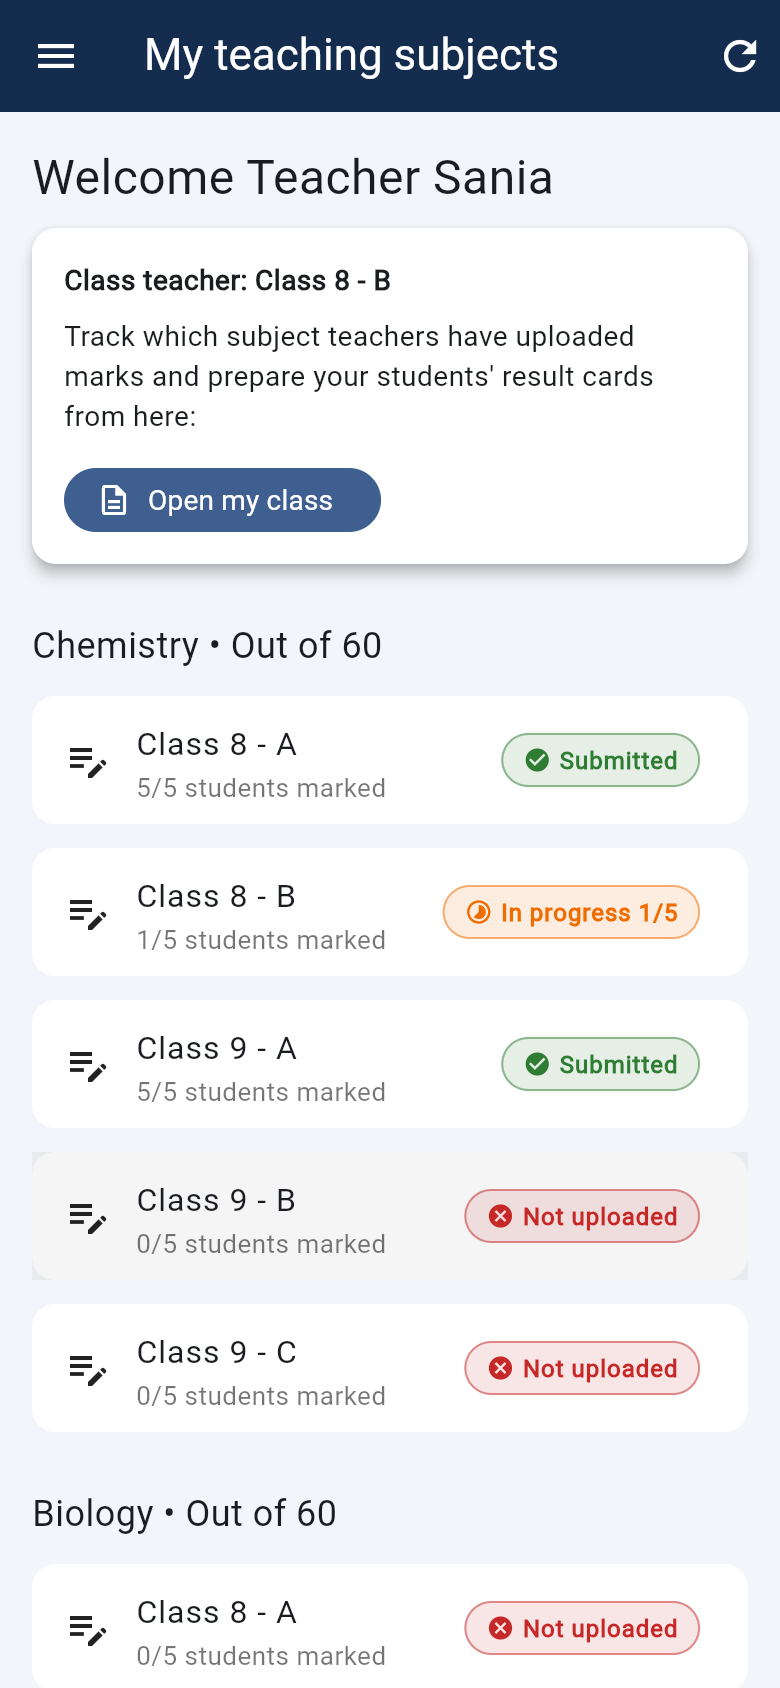 My teaching subjects
Welcome Teacher Sania
Class teacher: Class 8 - B
Track which subject teachers have uploaded
marks and prepare your students' result cards
from here:
Open my class
Chemistry • Out of 60
Class 8 - A
5/5 students marked
Submitted
Class 8 - B
1/5 students marked
In progress 1/5
Class 9 - A
5/5 students marked
Submitted
Class 9 - B
0/5 students marked
Not uploaded
Class 9 - C
0/5 students marked
Not uploaded
Biology • Out of 60
Class 8 - A
0/5 students marked
Not uploaded